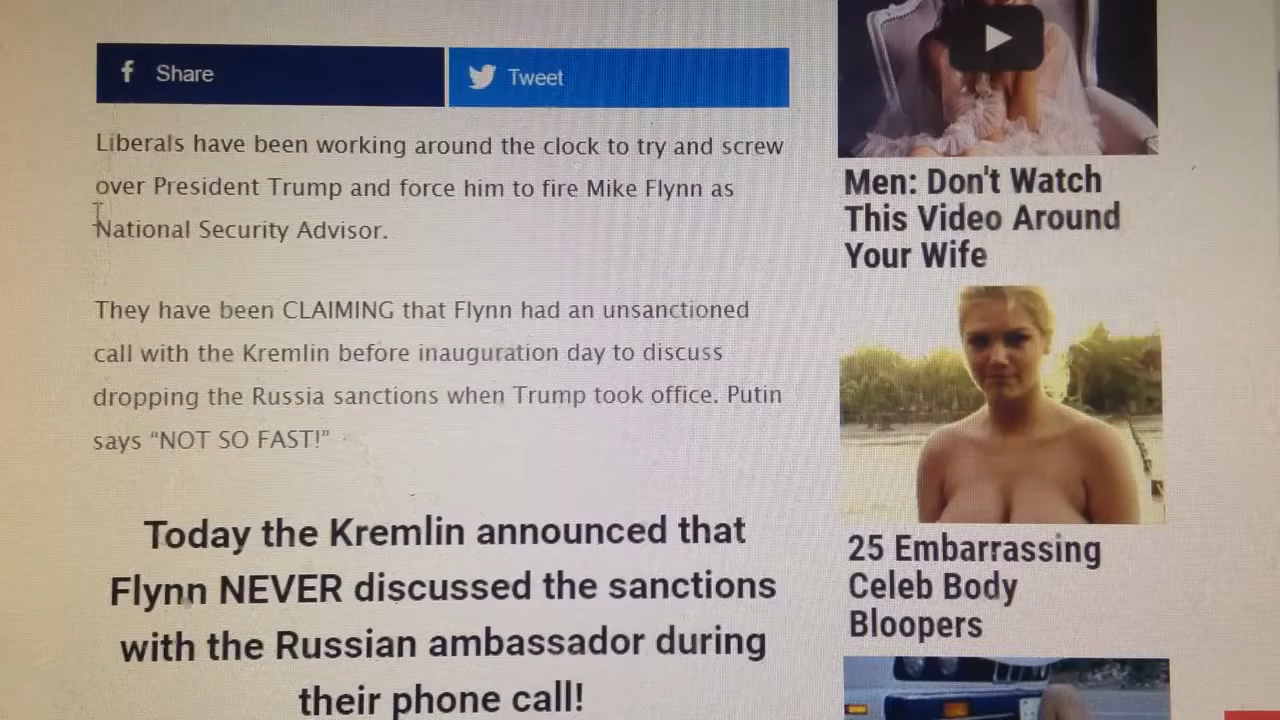 Share
Tweet
Liberals have been working around the clock to try and screw
over President Trump and force him to fire Mike Flynn as
National Security Advisor.
They have been CLAIMING that Flynn had an unsanctioned
call with the Kremlin before inauguration day to discuss
dropping the Russia sanctions when Trump took office. Putin
says “NOT SO FAST!”
Today the Kremlin announced that
Flynn NEVER discussed the sanctions
with the Russian ambassador during
their phone call!
Men: Don't Watch
This Video Around
Your Wife
25 Embarrassing
Celeb Body
Bloopers